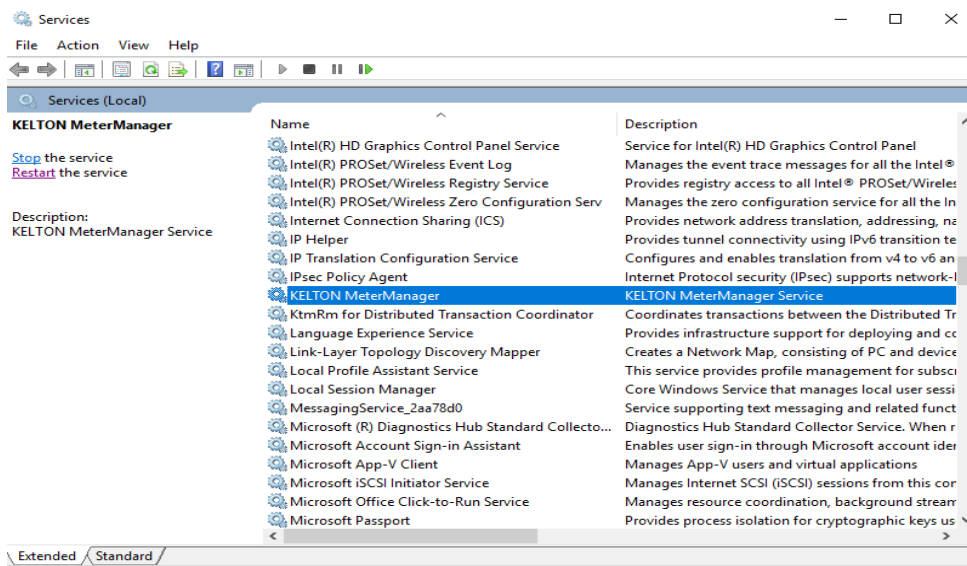 Services
File Action View Help
Services (Local)
KELTON MeterManager
Stop the service
Restart the service
Description:
KELTON MeterManager Service
Name Description
Intel(R) HD Graphics Control Panel Service Service for Intel(R) HD Graphics Control Panel
Intel(R) PROSet/Wireless Event Log Manages the event trace messages for all the Intel®
Intel(R) PROSet/Wireless Registry Service Provides registry access to all Intel® PROSet/Wireles
Intel(R) PROSet/Wireless Zero Configuration Serv Manages the zero configuration service for all the In
Internet Connection Sharing (ICS) Provides network address translation, addressing, na
IP Helper Provides tunnel connectivity using IPv6 transition te
IP Translation Configuration Service Configures and enables translation from v4 to v6 an
IPsec Policy Agent Internet Protocol security (IPsec) supports network-l
KELTON MeterManager KELTON MeterManager Service
KtmRm for Distributed Transaction Coordinator Coordinates transactions between the Distributed Tr
Language Experience Service Provides infrastructure support for deploying and co
Link-Layer Topology Discovery Mapper Creates a Network Map, consisting of PC and device
Local Profile Assistant Service This service provides profile management for subscr
Local Session Manager Core Windows Service that manages local user sessi
MessagingService_2aa78d0 Service supporting text messaging and related funct
Microsoft (R) Diagnostics Hub Standard Collecto... Diagnostics Hub Standard Collector Service. When r
Microsoft Account Sign-in Assistant Enables user sign-in through Microsoft account iden
Microsoft App-V Client Manages App-V users and virtual applications
Microsoft iSCSI Initiator Service Manages Internet SCSI (iSCSI) sessions from this con
Microsoft Office Click-to-Run Service Manages resource coordination, background stream
Microsoft Passport Provides process isolation for cryptographic keys us
Extended Standard